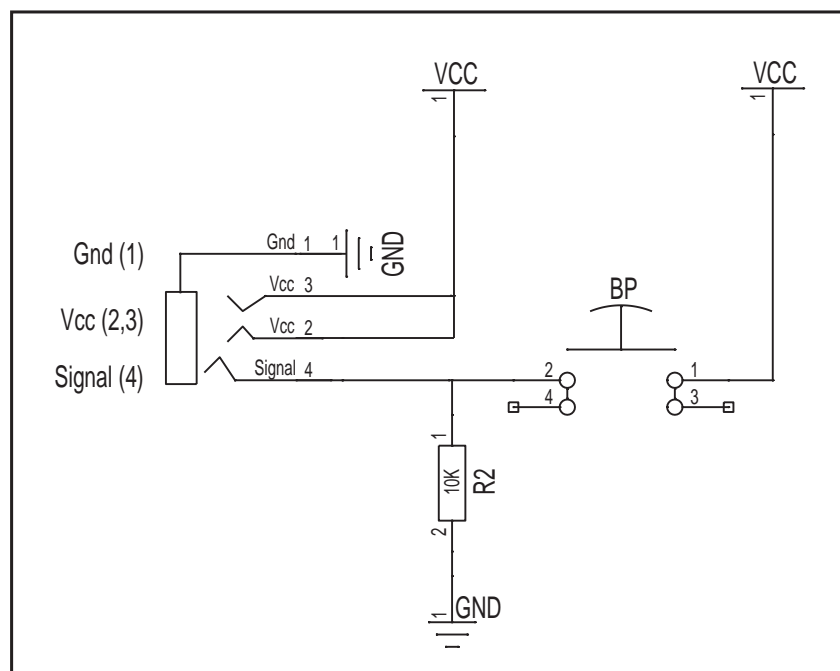 VCC
1
VCC
1
Gnd (1)
Gnd 1
1
GND
Vcc 3
Vcc (2,3)
Vcc 2
BP
Signal (4)
Signal 4
2
1
4
3
1
10K
R2
2
1
GND